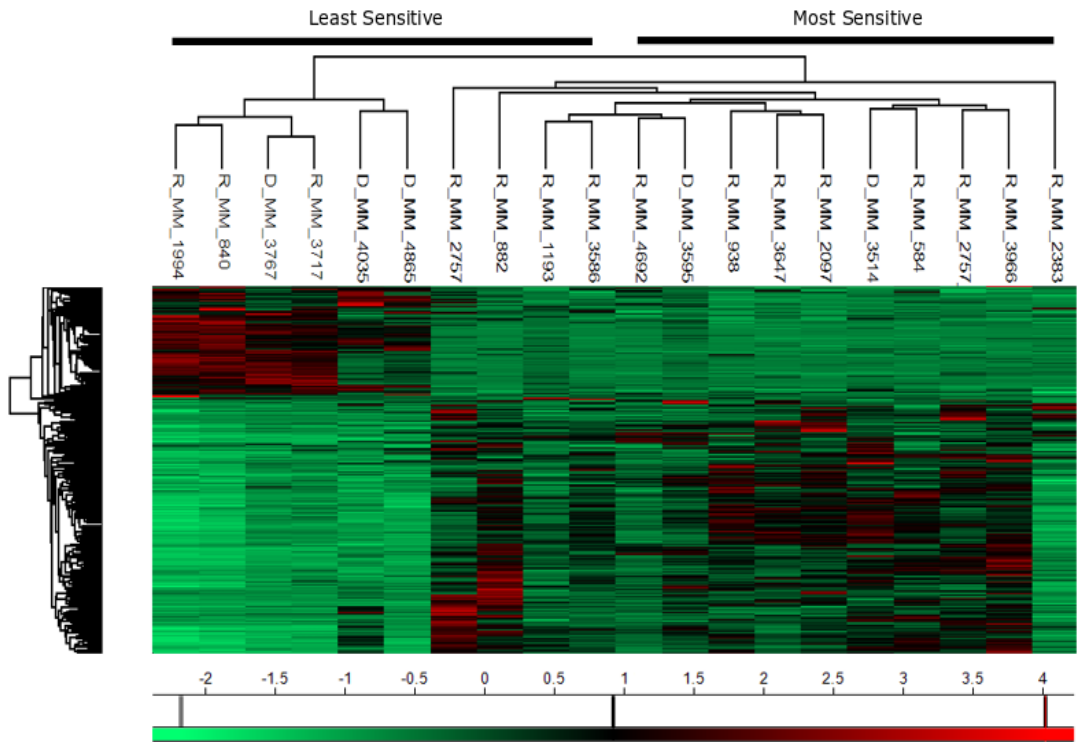 Least Sensitive Most Sensitive
R_MM_1994
R_MM_840
D_MM_3767
R_MM_3717
D_MM_4035
D_MM_4865
R_MM_2757
R_MM_882
R_MM_1193
R_MM_3586
R_MM_4692
D_MM_3595
R_MM_938
R_MM_3647
R_MM_2097
D_MM_3514
R_MM_584
R_MM_2757_
R_MM_3966
R_MM_2383
-2 -1.5 -1 -0.5 0 0.5 1 1.5 2 2.5 3 3.5 4